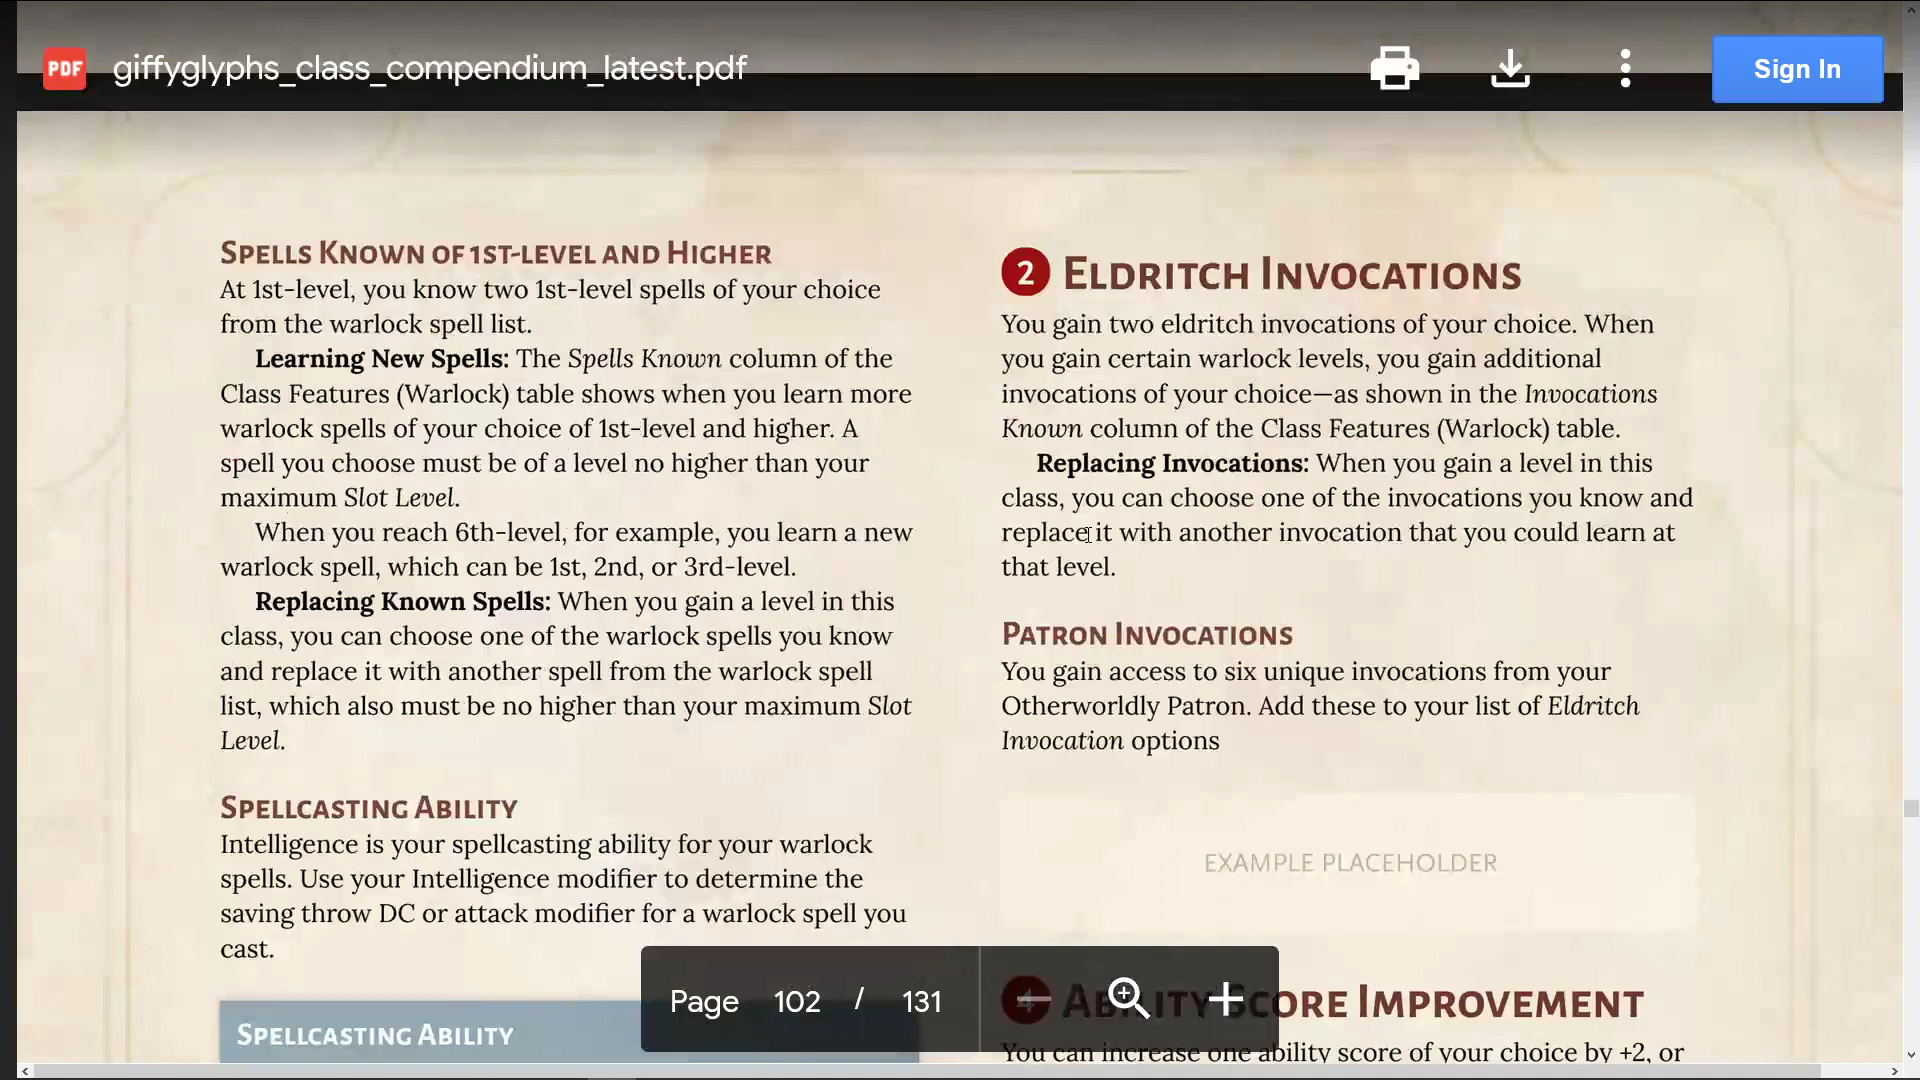 PDF giffyglyphs_class_compendium_latest.pdf
Sign In
Spells Known of 1st-level and Higher
At 1st-level, you know two 1st-level spells of your choice
from the warlock spell list.
Learning New Spells: The Spells Known column of the
Class Features (Warlock) table shows when you learn more
warlock spells of your choice of 1st-level and higher. A
spell you choose must be of a level no higher than your
maximum Slot Level.
When you reach 6th-level, for example, you learn a new
warlock spell, which can be 1st, 2nd, or 3rd-level.
Replacing Known Spells: When you gain a level in this
class, you can choose one of the warlock spells you know
and replace it with another spell from the warlock spell
list, which also must be no higher than your maximum Slot
Level.
Spellcasting Ability
Intelligence is your spellcasting ability for your warlock
spells. Use your Intelligence modifier to determine the
saving throw DC or attack modifier for a warlock spell you
cast.
Spellcasting Ability
2 Eldritch Invocations
You gain two eldritch invocations of your choice. When
you gain certain warlock levels, you gain additional
invocations of your choice—as shown in the Invocations
Known column of the Class Features (Warlock) table.
Replacing Invocations: When you gain a level in this
class, you can choose one of the invocations you know and
replace it with another invocation that you could learn at
that level.
Patron Invocations
You gain access to six unique invocations from your
Otherworldly Patron. Add these to your list of Eldritch
Invocation options
EXAMPLE PLACEHOLDER
4 Ability Score Improvement
You can increase one ability score of your choice by +2, or
Page 102 / 131